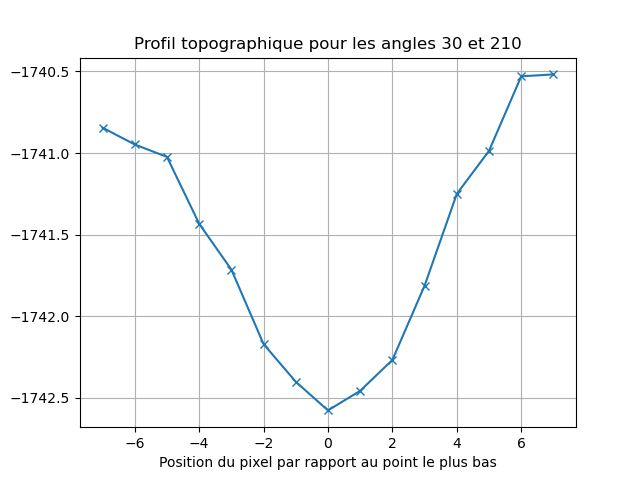 Profil topographique pour les angles 30 et 210
−1740.5
−1741.0
−1741.5
−1742.0
−1742.5
−6 −4 −2 0 2 4 6
Position du pixel par rapport au point le plus bas